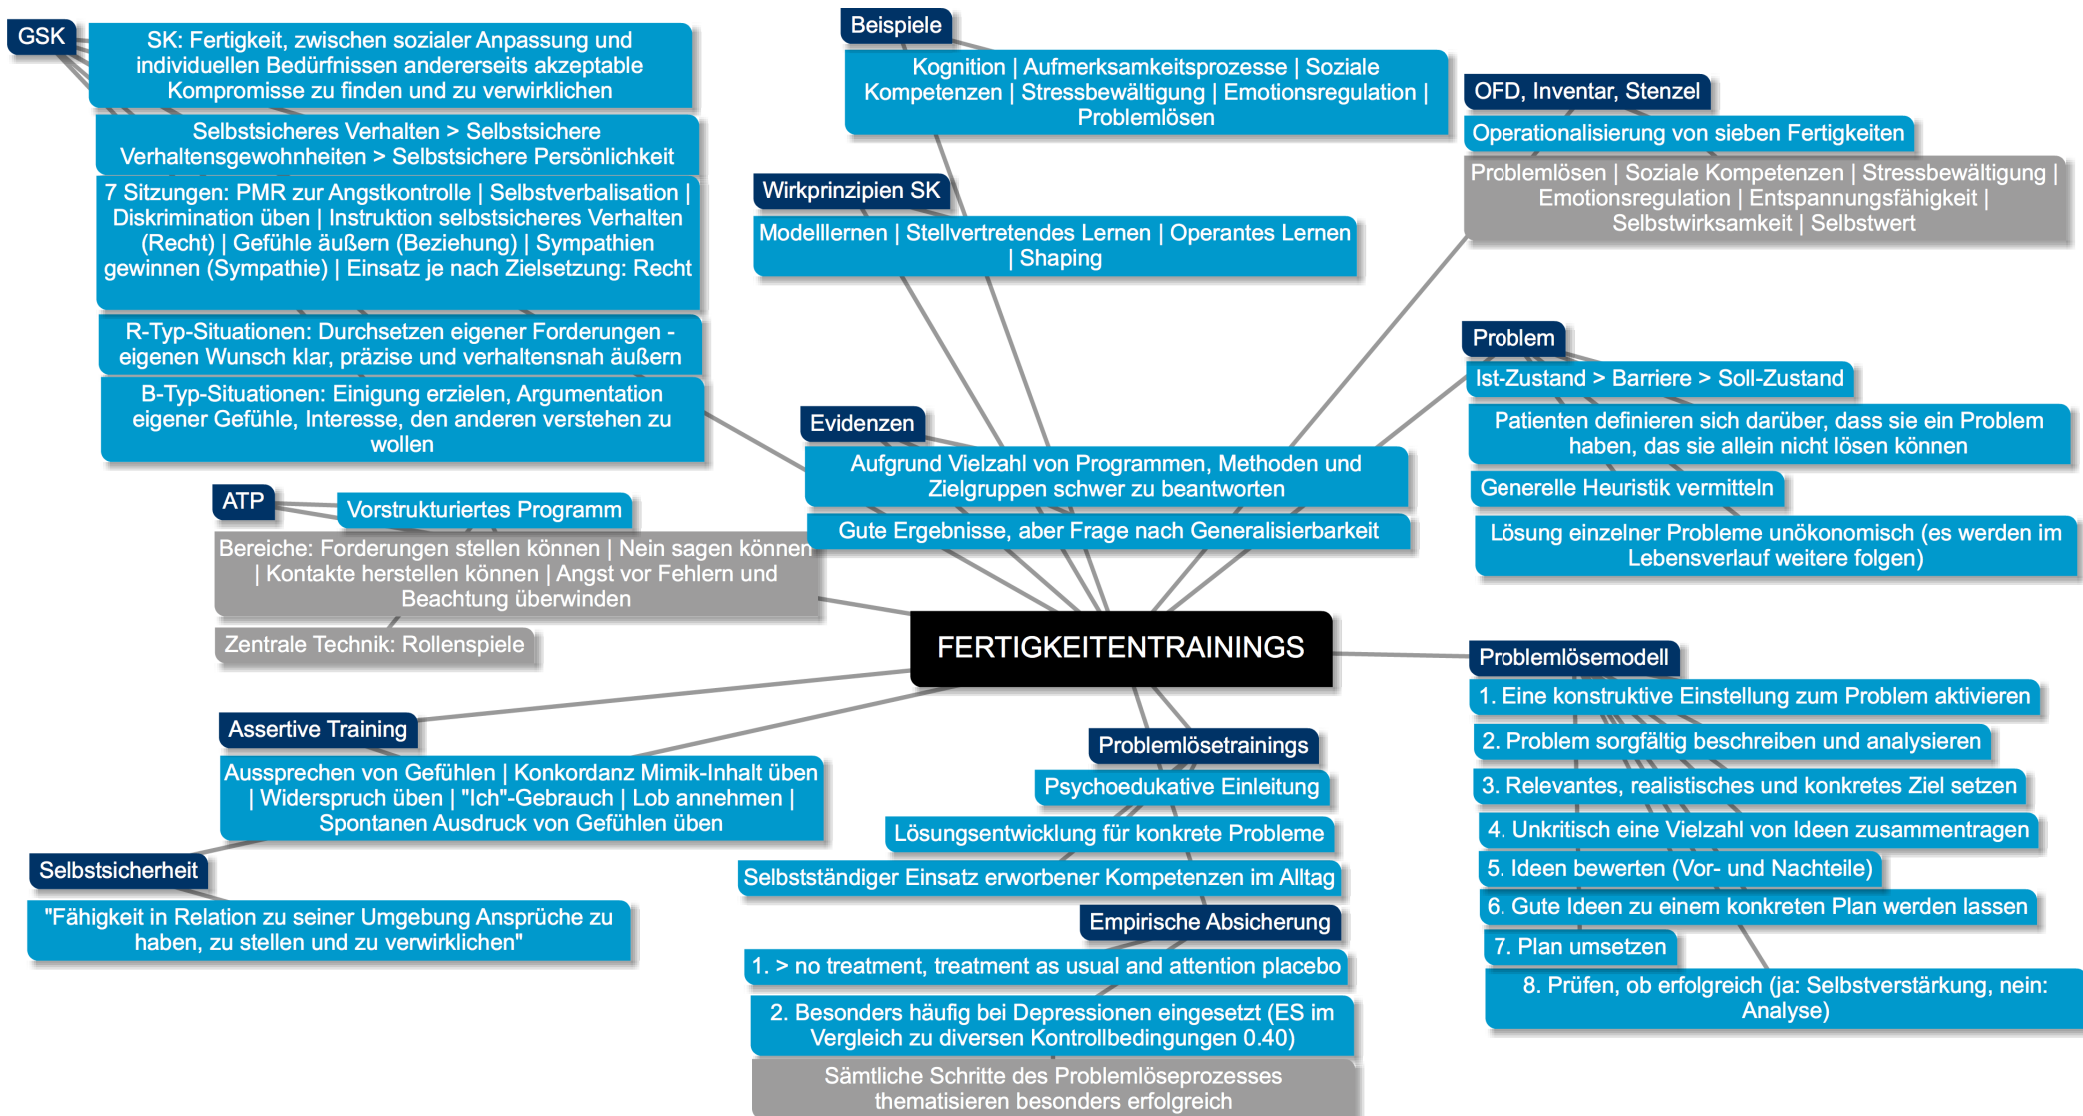 GSK
SK: Fertigkeit, zwischen sozialer Anpassung und
individuellen Bedürfnissen andererseits akzeptable
Kompromisse zu finden und zu verwirklichen
Selbstsicheres Verhalten > Selbstsichere
Verhaltensgewohnheiten > Selbstsichere Persönlichkeit
7 Sitzungen: PMR zur Angstkontrolle | Selbstverbalisation |
Diskrimination üben | Instruktion selbstsicheres Verhalten
(Recht) | Gefühle äußern (Beziehung) | Sympathien
gewinnen (Sympathie) | Einsatz je nach Zielsetzung: Recht
R-Typ-Situationen: Durchsetzen eigener Forderungen -
eigenen Wunsch klar, präzise und verhaltensnah äußern
B-Typ-Situationen: Einigung erzielen, Argumentation
eigener Gefühle, Interesse, den anderen verstehen zu
wollen
ATP
Vorstrukturiertes Programm
Bereiche: Forderungen stellen können | Nein sagen können
| Kontakte herstellen können | Angst vor Fehlern und
Beachtung überwinden
Zentrale Technik: Rollenspiele
Assertive Training
Aussprechen von Gefühlen | Konkordanz Mimik-Inhalt üben
| Widerspruch üben | "Ich"-Gebrauch | Lob annehmen |
Spontanen Ausdruck von Gefühlen üben
Selbstsicherheit
"Fähigkeit in Relation zu seiner Umgebung Ansprüche zu
haben, zu stellen und zu verwirklichen"
Beispiele
Kognition | Aufmerksamkeitsprozesse | Soziale
Kompetenzen | Stressbewältigung | Emotionsregulation |
Problemlösen
Wirkprinzipien SK
Modelllernen | Stellvertretendes Lernen | Operantes Lernen
| Shaping
Evidenzen
Aufgrund Vielzahl von Programmen, Methoden und
Zielgruppen schwer zu beantworten
Gute Ergebnisse, aber Frage nach Generalisierbarkeit
FERTIGKEITENTRAININGS
Problemlösetrainings
Psychoedukative Einleitung
Lösungsentwicklung für konkrete Probleme
Selbstständiger Einsatz erworbener Kompetenzen im Alltag
Empirische Absicherung
1. > no treatment, treatment as usual and attention placebo
2. Besonders häufig bei Depressionen eingesetzt (ES im
Vergleich zu diversen Kontrollbedingungen 0.40)
Sämtliche Schritte des Problemlöseprozesses
thematisieren besonders erfolgreich
OFD, Inventar, Stenzel
Operationalisierung von sieben Fertigkeiten
Problemlösen | Soziale Kompetenzen | Stressbewältigung |
Emotionsregulation | Entspannungsfähigkeit |
Selbstwirksamkeit | Selbstwert
Problem
Ist-Zustand > Barriere > Soll-Zustand
Patienten definieren sich darüber, dass sie ein Problem
haben, das sie allein nicht lösen können
Generelle Heuristik vermitteln
Lösung einzelner Probleme unökonomisch (es werden im
Lebensverlauf weitere folgen)
Problemlösemodell
1. Eine konstruktive Einstellung zum Problem aktivieren
2. Problem sorgfältig beschreiben und analysieren
3. Relevantes, realistisches und konkretes Ziel setzen
4. Unkritisch eine Vielzahl von Ideen zusammentragen
5. Ideen bewerten (Vor- und Nachteile)
6. Gute Ideen zu einem konkreten Plan werden lassen
7. Plan umsetzen
8. Prüfen, ob erfolgreich (ja: Selbstverstärkung, nein:
Analyse)